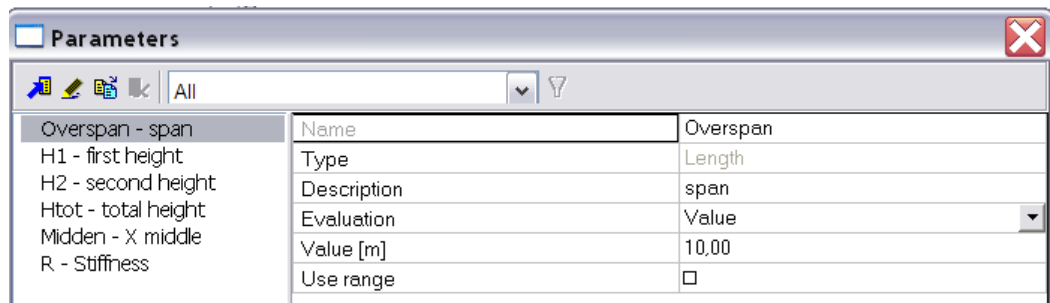 Parameters
All
Overspan - span
H1 - first height
H2 - second height
Htot - total height
Midden - X middle
R - Stiffness
Name Overspan
Type Length
Description span
Evaluation Value
Value [m] 10,00
Use range